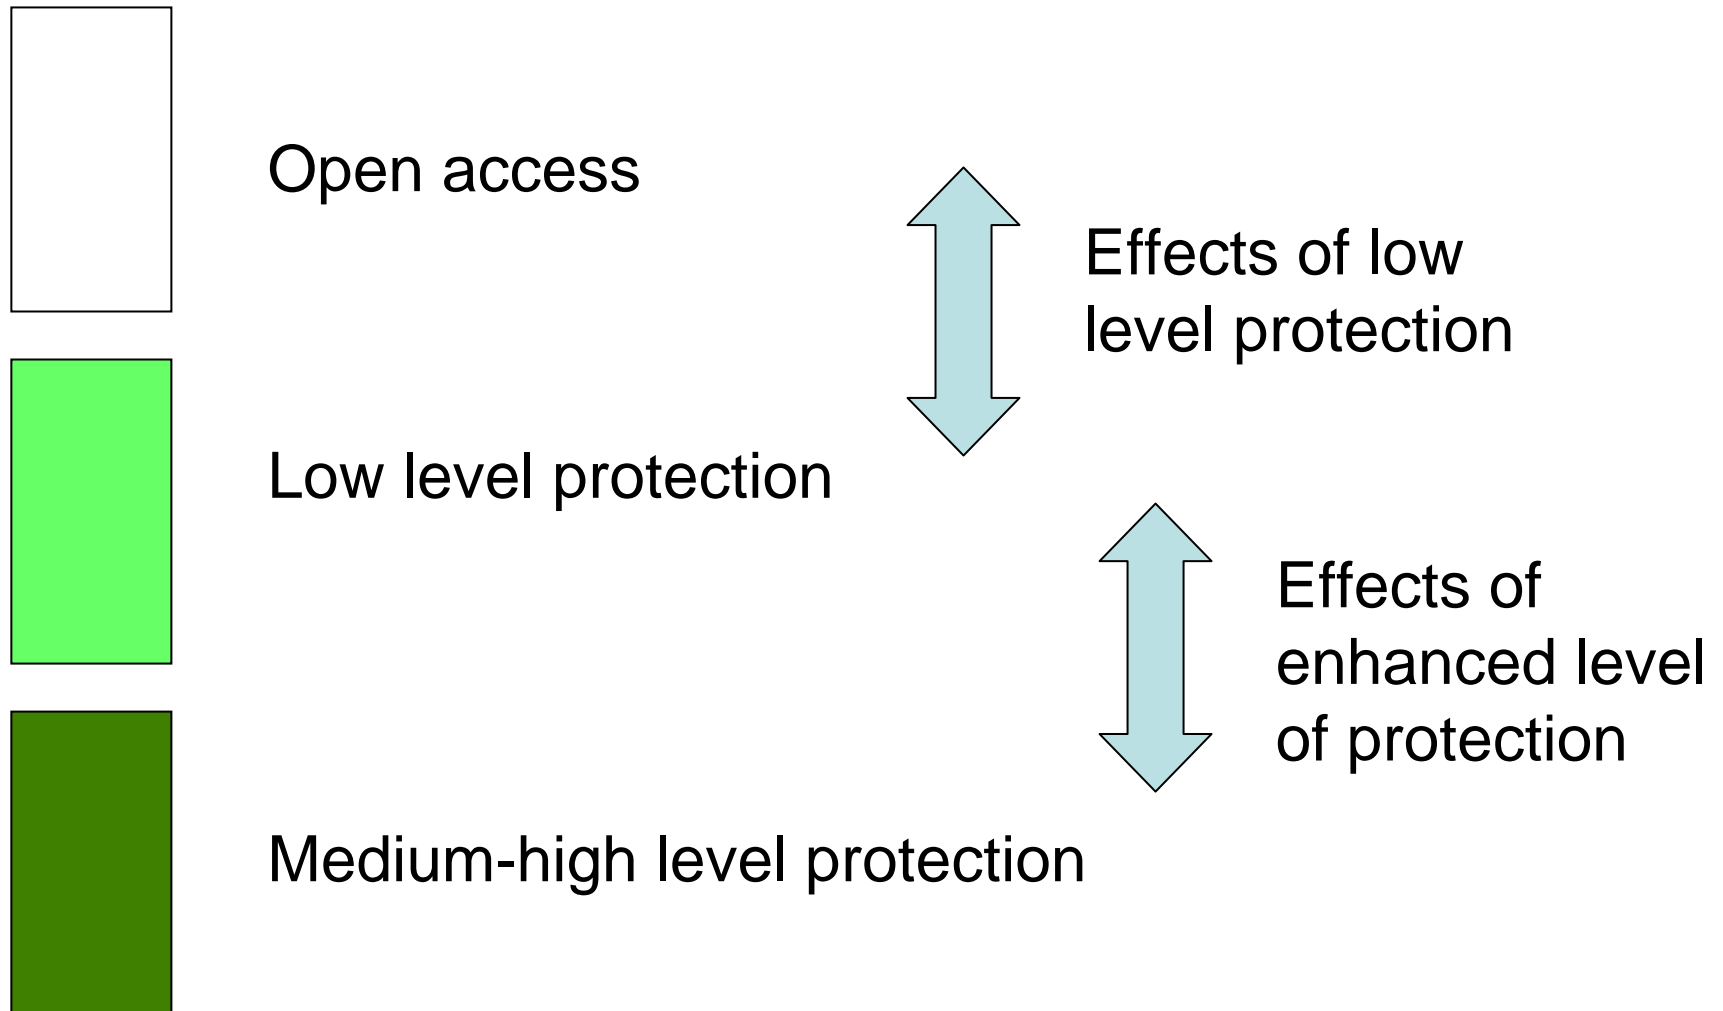 Open access
Effects of low
level protection
Low level protection
Effects of
enhanced level
of protection
Medium-high level protection